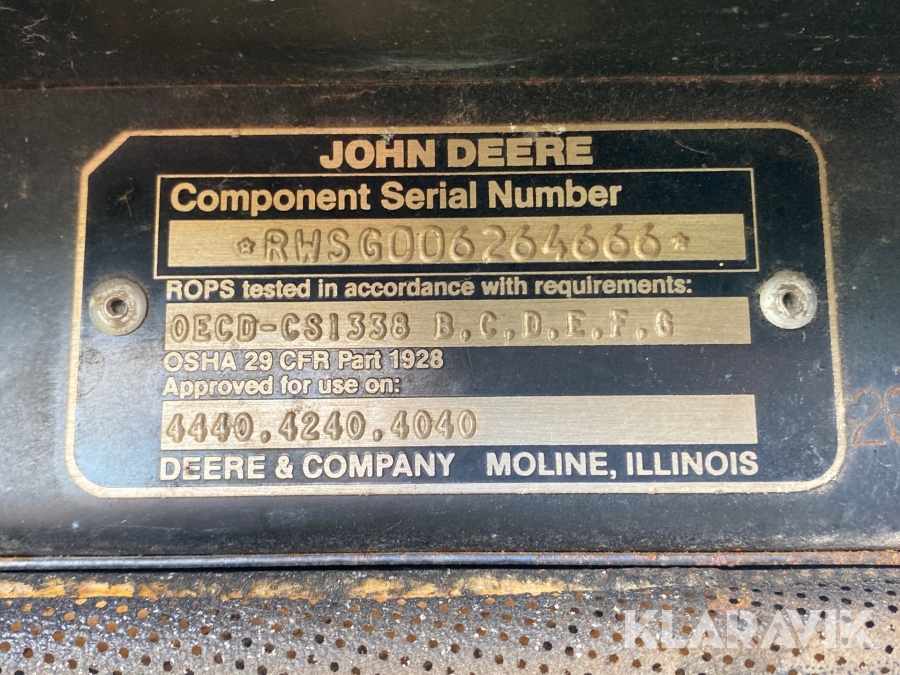 JOHN DEERE
Component Serial Number
*RWSG006264666*
ROPS tested in accordance with requirements:
OECD-CS1338 B,C,D,E,F,G
OSHA 29 CFR Part 1928
Approved for use on:
4440,4240,4040
DEERE & COMPANY MOLINE, ILLINOIS
KLARAVIK